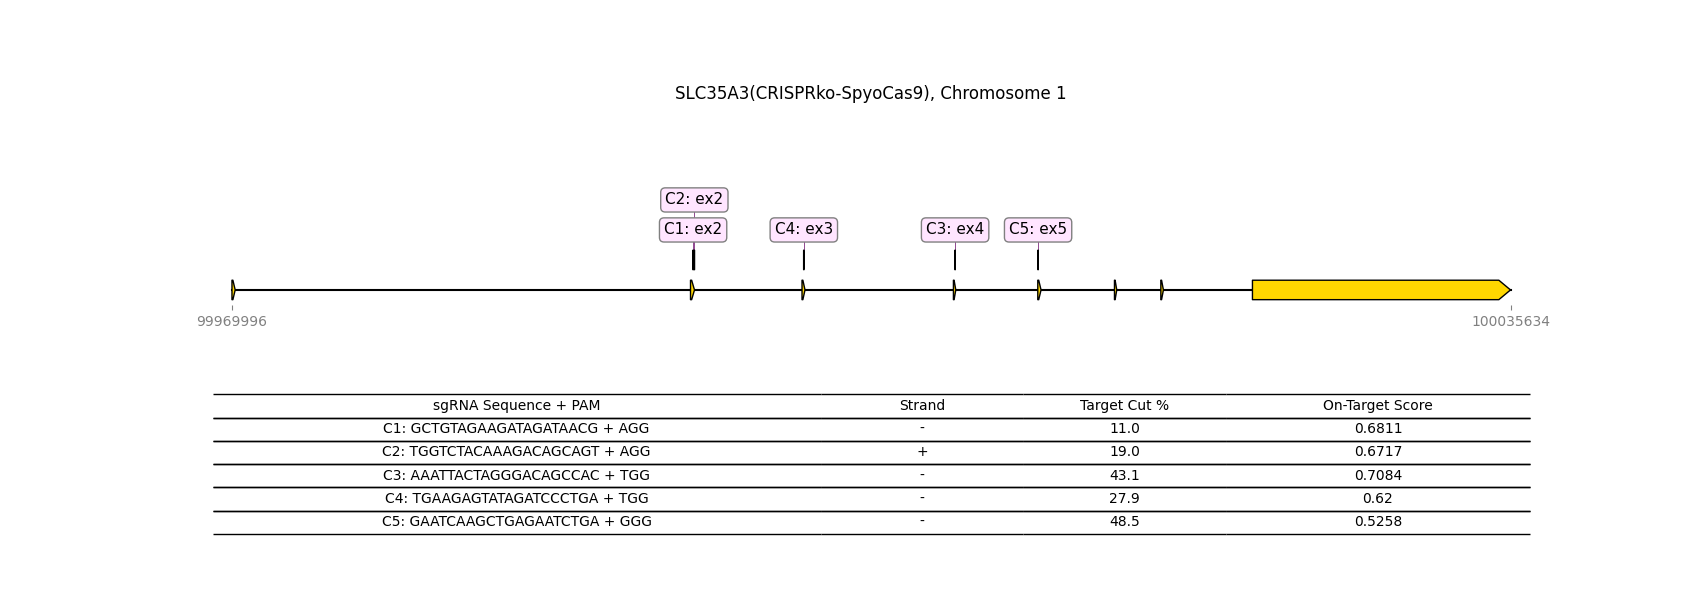 SLC35A3(CRISPRko-SpyoCas9), Chromosome 1
C2: ex2
C1: ex2 C4: ex3 C3: ex4 C5: ex5
99969996 100035634
sgRNA Sequence + PAM Strand Target Cut % On-Target Score
C1: GCTGTAGAAGATAGATAACG + AGG - 11.0 0.6811
C2: TGGTCTACAAAGACAGCAGT + AGG + 19.0 0.6717
C3: AAATTACTAGGGACAGCCAC + TGG - 43.1 0.7084
C4: TGAAGAGTATAGATCCCTGA + TGG - 27.9 0.62
C5: GAATCAAGCTGAGAATCTGA + GGG - 48.5 0.5258